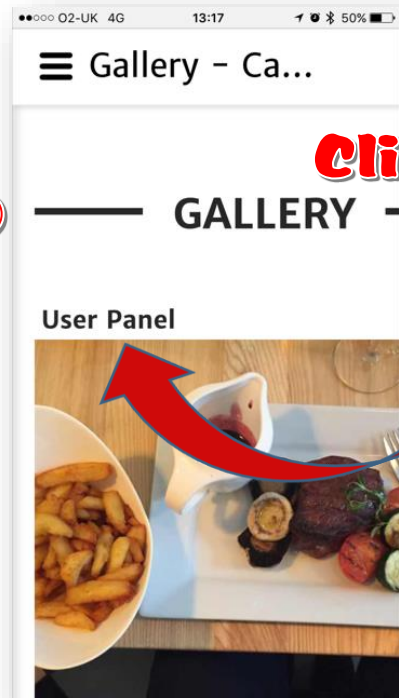 ●●○○○ O2-UK 4G 13:17 50%
Gallery - Ca...
GALLERY
User Panel